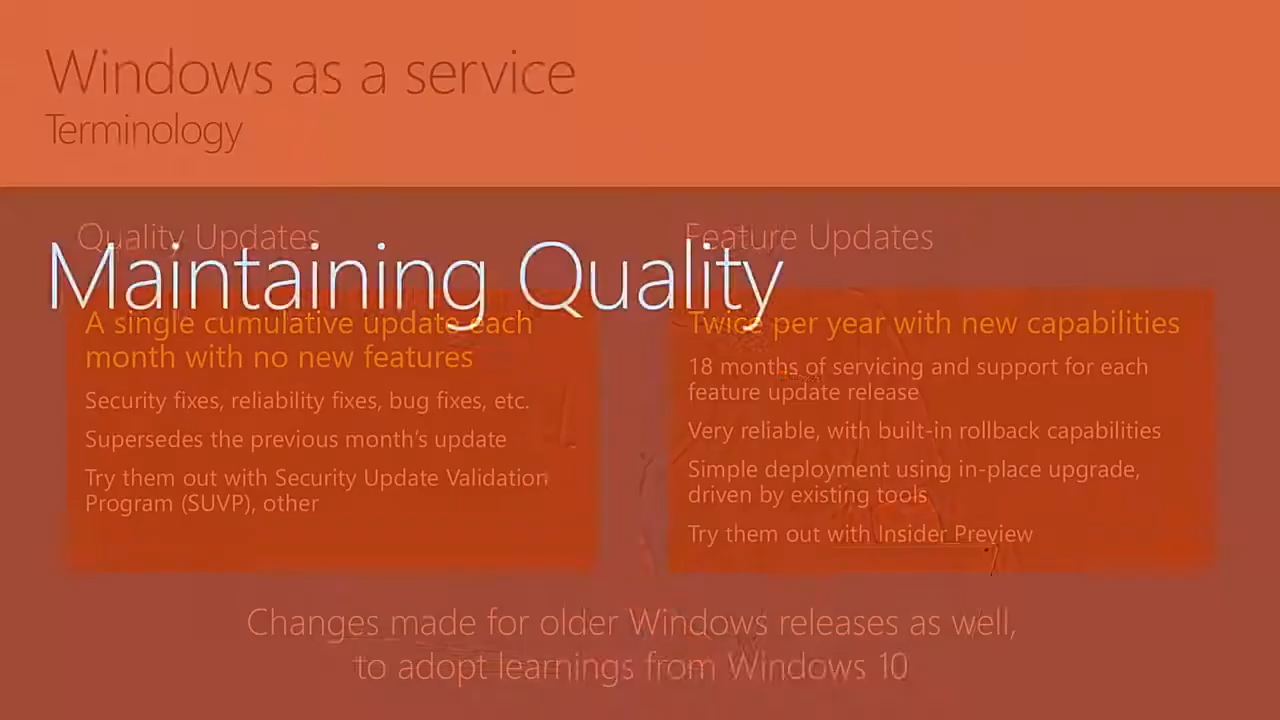 Windows as a service
Terminology
Maintaining Quality
Quality Updates
A single cumulative update each
month with no new features
Security fixes, reliability fixes, bug fixes, etc.
Supersedes the previous month's update
Try them out with Security Update Validation
Program (SUVP), other
Feature Updates
Twice per year with new capabilities
18 months of servicing and support for each
feature update release
Very reliable, with built-in rollback capabilities
Simple deployment using in-place upgrade,
driven by existing tools
Try them out with Insider Preview
Changes made for older Windows releases as well,
to adopt learnings from Windows 10